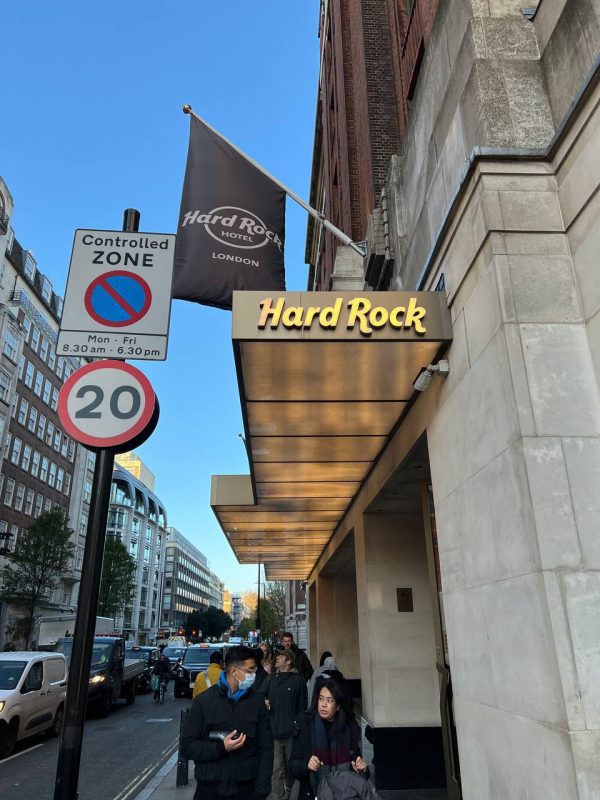 Hard Rock
HOTEL
LONDON
Controlled
ZONE
Mon - Fri
8.30 am - 6.30 pm
Hard Rock
20